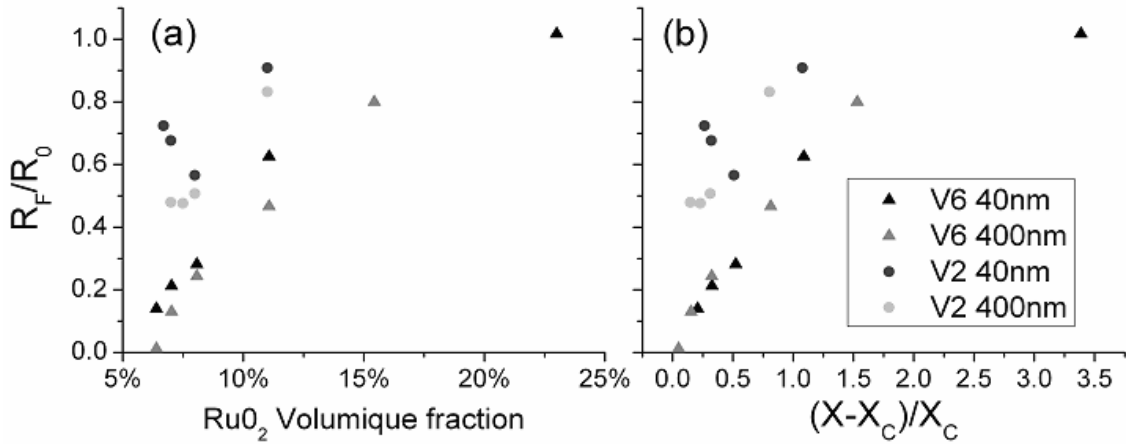 (a)
(b)
R_F/R_0
1.0
0.8
0.6
0.4
0.2
0.0
5%
10%
15%
20%
25%
Ru0_2 Volumique fraction
V6 40nm
V6 400nm
V2 40nm
V2 400nm
0.0
0.5
1.0
1.5
2.0
2.5
3.0
3.5
(X-X_C)/X_C